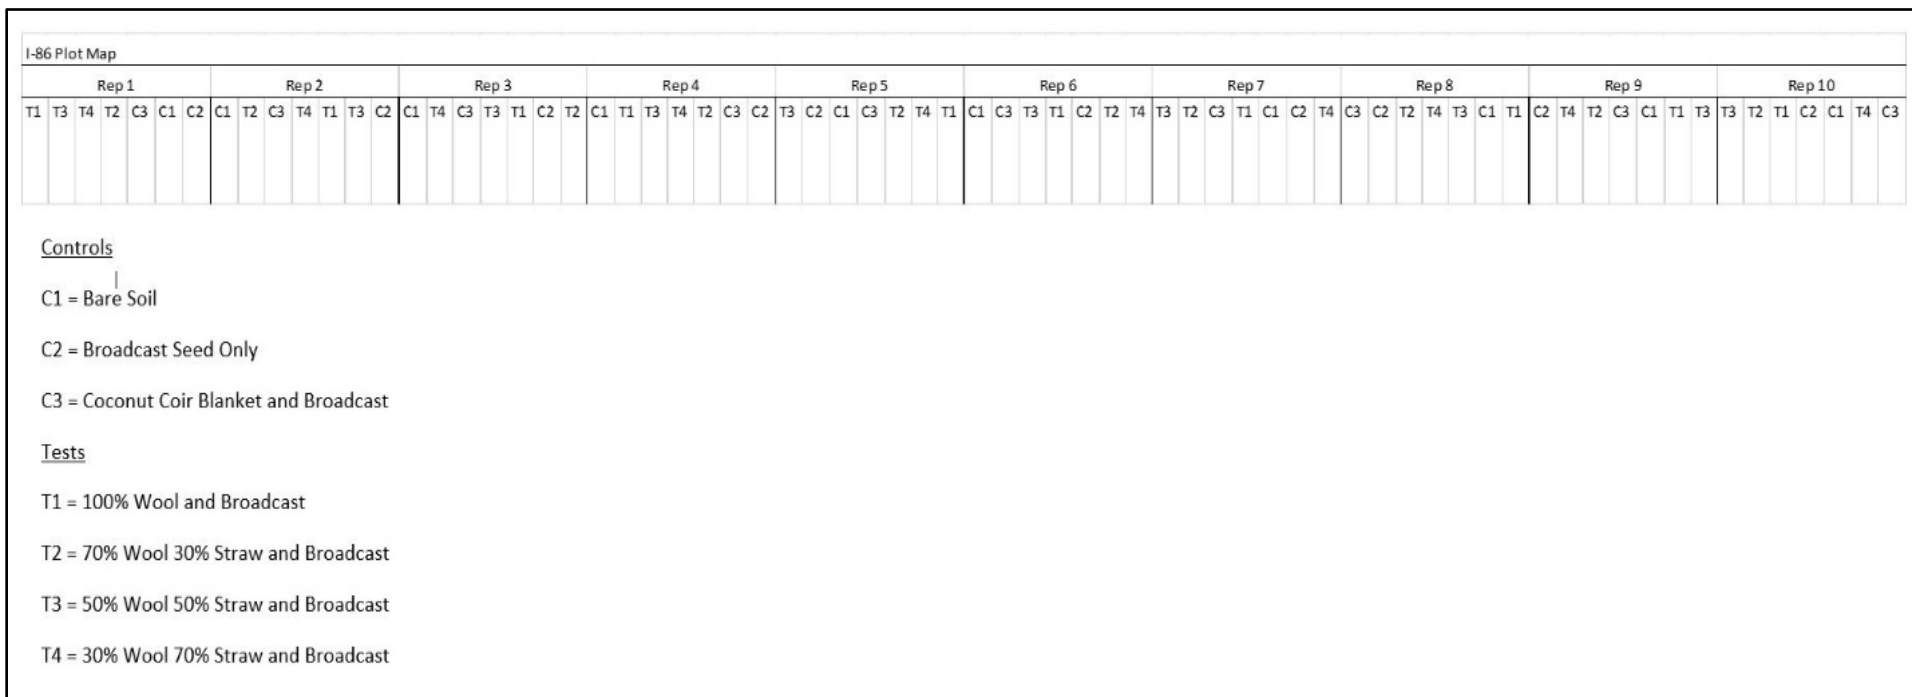 I-86 Plot Map
Rep 1 Rep 2 Rep 3 Rep 4 Rep 5 Rep 6 Rep 7 Rep 8 Rep 9 Rep 10
T1 T3 T4 T2 C3 C1 C2 C1 T2 C3 T4 T1 T3 C2 C1 T4 C3 T3 T1 C2 T2 C1 T1 T3 T4 T2 C3 C2 T3 C2 C1 C3 T2 T4 T1 C1 C3 T3 T1 C2 T2 T4 T3 T2 C3 T1 C1 C2 T4 C3 C2 T2 T4 T3 C1 T1 C2 T4 T2 C3 C1 T1 T3 T3 T2 T1 C2 C1 T4 C3
Controls
C1 = Bare Soil
C2 = Broadcast Seed Only
C3 = Coconut Coir Blanket and Broadcast
Tests
T1 = 100% Wool and Broadcast
T2 = 70% Wool 30% Straw and Broadcast
T3 = 50% Wool 50% Straw and Broadcast
T4 = 30% Wool 70% Straw and Broadcast